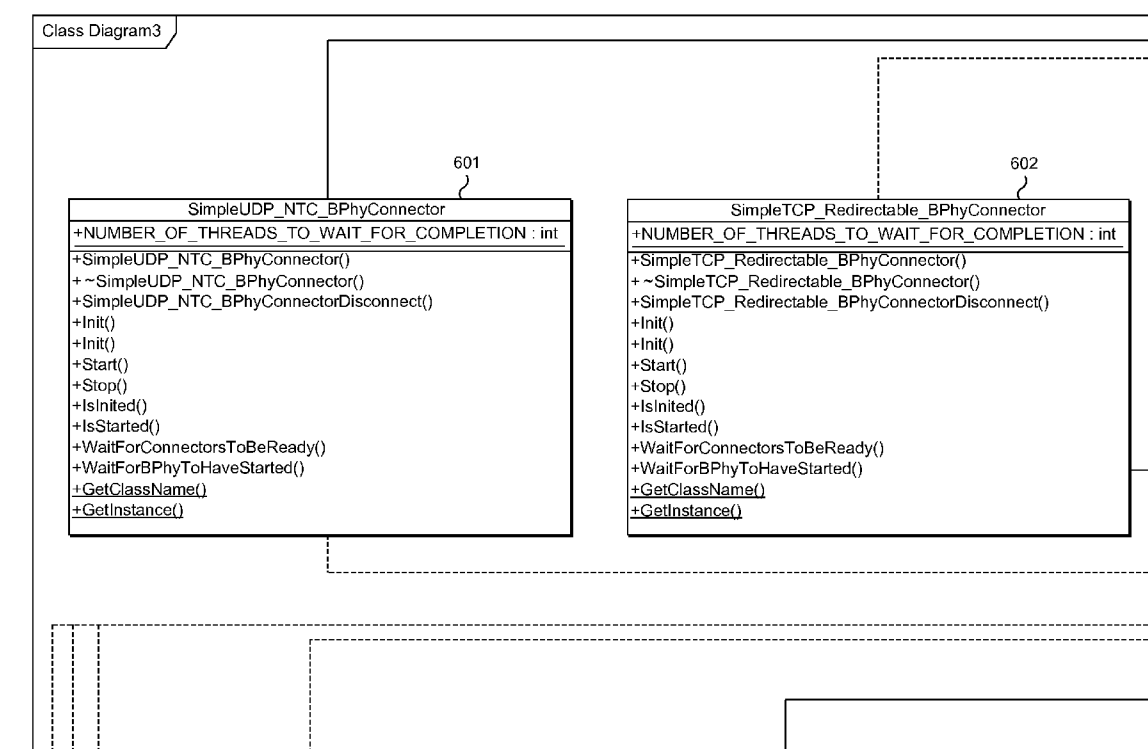 Class Diagram3
601
SimpleUDP_NTC_BPhyConnector
+NUMBER_OF_THREADS_TO_WAIT_FOR_COMPLETION : int
+SimpleUDP_NTC_BPhyConnector()
+~SimpleUDP_NTC_BPhyConnector()
+SimpleUDP_NTC_BPhyConnectorDisconnect()
+Init()
+Init()
+Start()
+Stop()
+IsInited()
+IsStarted()
+WaitForConnectorsToBeReady()
+WaitForBPhyToHaveStarted()
+GetClassName()
+GetInstance()
602
SimpleTCP_Redirectable_BPhyConnector
+NUMBER_OF_THREADS_TO_WAIT_FOR_COMPLETION : int
+SimpleTCP_Redirectable_BPhyConnector()
+~SimpleTCP_Redirectable_BPhyConnector()
+SimpleTCP_Redirectable_BPhyConnectorDisconnect()
+Init()
+Init()
+Start()
+Stop()
+IsInited()
+IsStarted()
+WaitForConnectorsToBeReady()
+WaitForBPhyToHaveStarted()
+GetClassName()
+GetInstance()